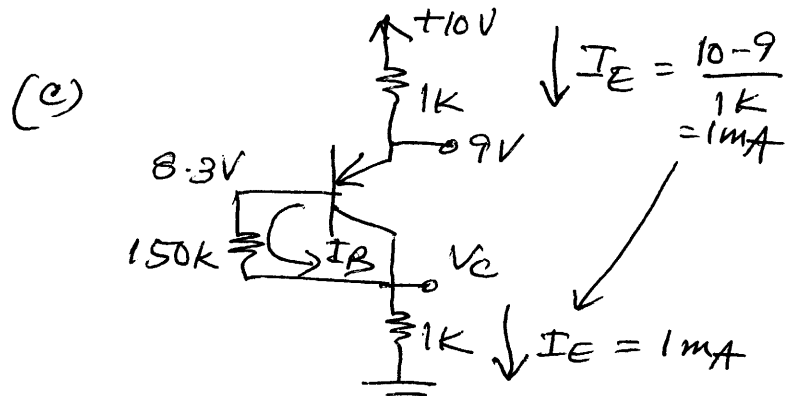 (c)
+10V
1K
9V
I_E = (10-9)/1K
= 1mA
8.3V
150K
I_B
V_C
1K
I_E = 1mA